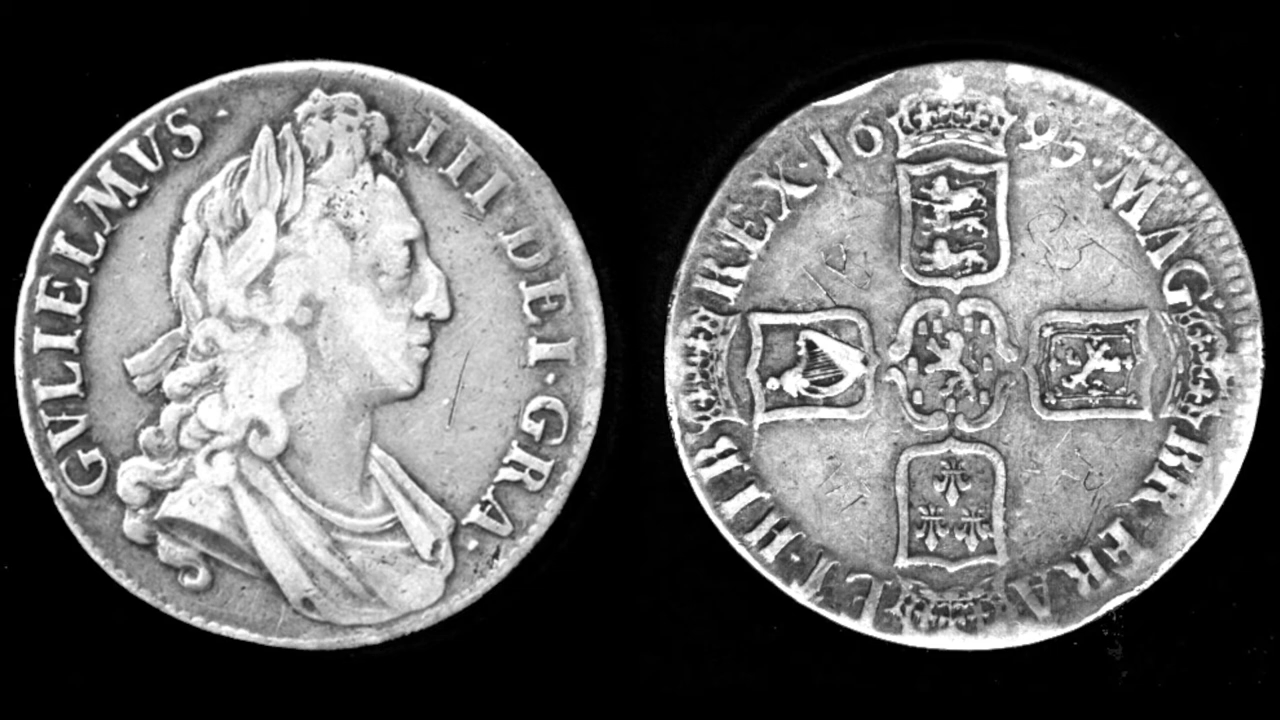 GVLIELMVS · III DEI · GRA ·
16 95 · MAG · BR · FRA ET · HIB REX ·